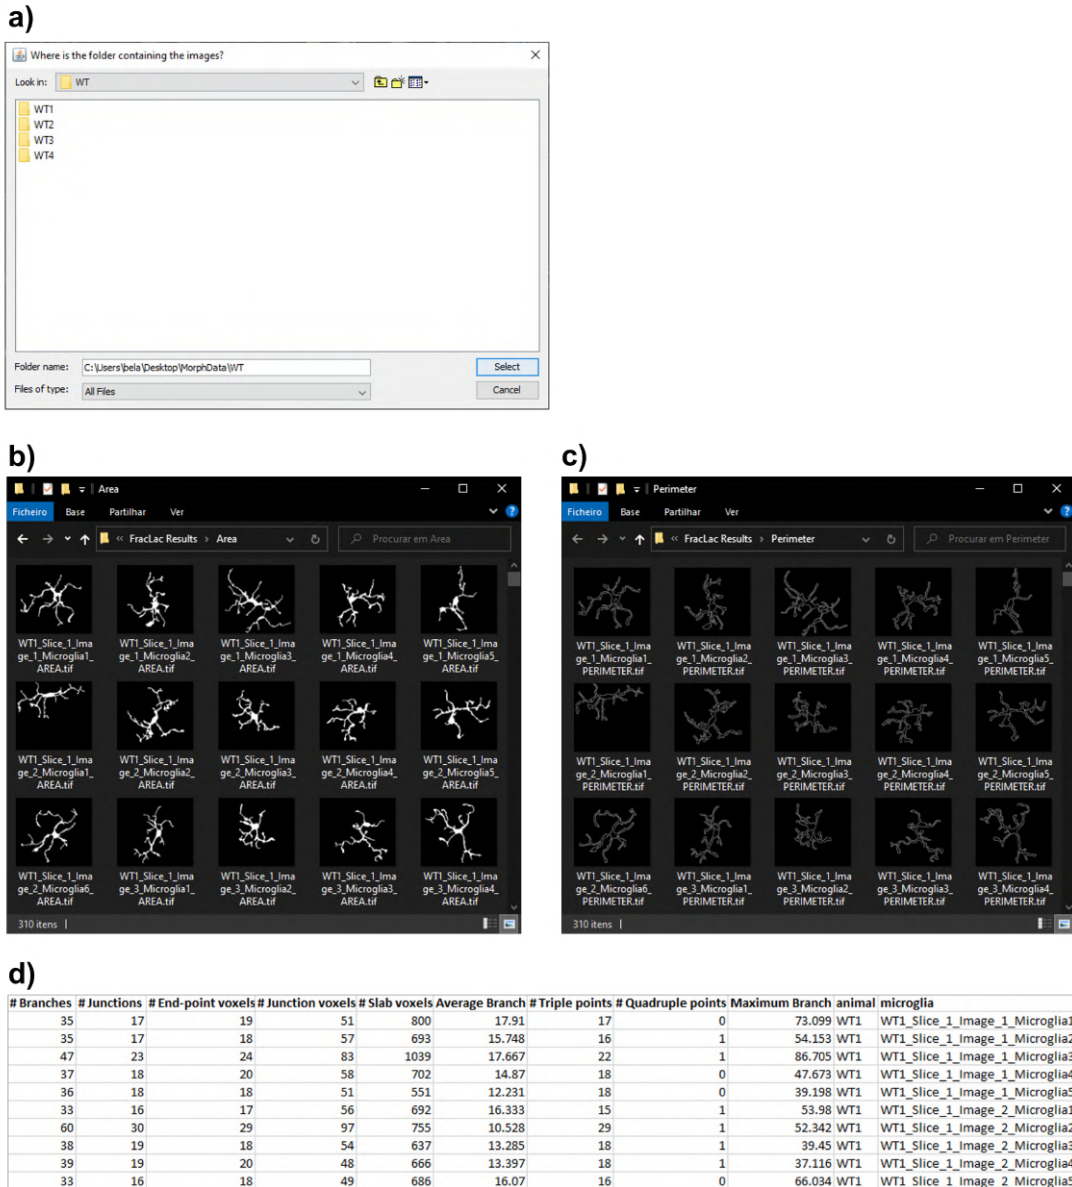 a)
Where is the folder containing the images?
Look in: WT
WT1
WT2
WT3
WT4
Folder name: C:\Users\bela\Desktop\MorphData\WT
Select
Files of type: All Files
Cancel
b)
Area
Ficheiro Base Partilhar Ver
« FracLac Results > Area
Procurar em Area
WT1_Slice_1_Ima WT1_Slice_1_Ima WT1_Slice_1_Ima WT1_Slice_1_Ima WT1_Slice_1_Ima
ge_1_Microglia1_ ge_1_Microglia2_ ge_1_Microglia3_ ge_1_Microglia4_ ge_1_Microglia5_
AREA.tif AREA.tif AREA.tif AREA.tif AREA.tif
WT1_Slice_1_Ima WT1_Slice_1_Ima WT1_Slice_1_Ima WT1_Slice_1_Ima WT1_Slice_1_Ima
ge_2_Microglia1_ ge_2_Microglia2_ ge_2_Microglia3_ ge_2_Microglia4_ ge_2_Microglia5_
AREA.tif AREA.tif AREA.tif AREA.tif AREA.tif
WT1_Slice_1_Ima WT1_Slice_1_Ima WT1_Slice_1_Ima WT1_Slice_1_Ima WT1_Slice_1_Ima
ge_2_Microglia6_ ge_3_Microglia1_ ge_3_Microglia2_ ge_3_Microglia3_ ge_3_Microglia4_
AREA.tif AREA.tif AREA.tif AREA.tif AREA.tif
310 itens
c)
Perimeter
Ficheiro Base Partilhar Ver
« FracLac Results > Perimeter
Procurar em Perimeter
WT1_Slice_1_Ima WT1_Slice_1_Ima WT1_Slice_1_Ima WT1_Slice_1_Ima WT1_Slice_1_Ima
ge_1_Microglia1_ ge_1_Microglia2_ ge_1_Microglia3_ ge_1_Microglia4_ ge_1_Microglia5_
PERIMETER.tif PERIMETER.tif PERIMETER.tif PERIMETER.tif PERIMETER.tif
WT1_Slice_1_Ima WT1_Slice_1_Ima WT1_Slice_1_Ima WT1_Slice_1_Ima WT1_Slice_1_Ima
ge_2_Microglia1_ ge_2_Microglia2_ ge_2_Microglia3_ ge_2_Microglia4_ ge_2_Microglia5_
PERIMETER.tif PERIMETER.tif PERIMETER.tif PERIMETER.tif PERIMETER.tif
WT1_Slice_1_Ima WT1_Slice_1_Ima WT1_Slice_1_Ima WT1_Slice_1_Ima WT1_Slice_1_Ima
ge_2_Microglia6_ ge_3_Microglia1_ ge_3_Microglia2_ ge_3_Microglia3_ ge_3_Microglia4_
PERIMETER.tif PERIMETER.tif PERIMETER.tif PERIMETER.tif PERIMETER.tif
310 itens
d)
# Branches # Junctions # End-point voxels # Junction voxels # Slab voxels Average Branch # Triple points # Quadruple points Maximum Branch animal microglia
35 17 19 51 800 17.91 17 0 73.099 WT1 WT1_Slice_1_Image_1_Microglia1
35 17 18 57 693 15.748 16 1 54.153 WT1 WT1_Slice_1_Image_1_Microglia2
47 23 24 83 1039 17.667 22 1 86.705 WT1 WT1_Slice_1_Image_1_Microglia3
37 18 20 58 702 14.87 18 0 47.673 WT1 WT1_Slice_1_Image_1_Microglia4
36 18 18 51 551 12.231 18 0 39.198 WT1 WT1_Slice_1_Image_1_Microglia5
33 16 17 56 692 16.333 15 1 53.98 WT1 WT1_Slice_1_Image_2_Microglia1
60 30 29 97 755 10.528 29 1 52.342 WT1 WT1_Slice_1_Image_2_Microglia2
38 19 18 54 637 13.285 18 1 39.45 WT1 WT1_Slice_1_Image_2_Microglia3
39 19 20 48 666 13.397 18 1 37.116 WT1 WT1_Slice_1_Image_2_Microglia4
33 16 18 49 686 16.07 16 0 66.034 WT1 WT1_Slice_1_Image_2_Microglia5